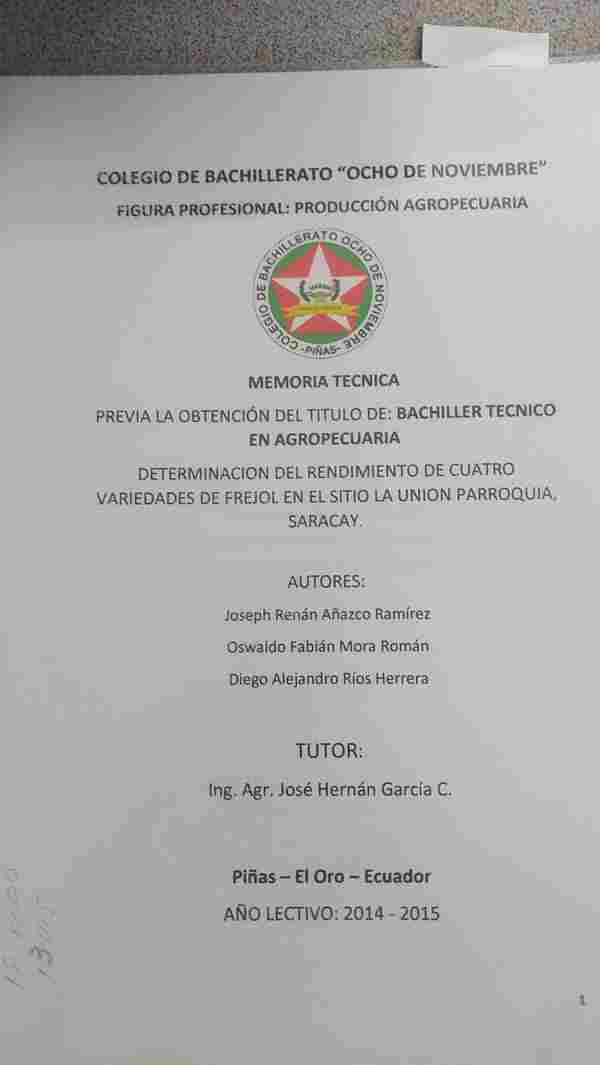 COLEGIO DE BACHILLERATO “OCHO DE NOVIEMBRE”
FIGURA PROFESIONAL: PRODUCCIÓN AGROPECUARIA
COLEGIO DE BACHILLERATO OCHO DE NOVIEMBRE
-PIÑAS-
MEMORIA TECNICA
PREVIA LA OBTENCIÓN DEL TITULO DE: BACHILLER TECNICO
EN AGROPECUARIA
DETERMINACION DEL RENDIMIENTO DE CUATRO
VARIEDADES DE FREJOL EN EL SITIO LA UNION PARROQUIA,
SARACAY.
AUTORES:
Joseph Renán Añazco Ramírez
Oswaldo Fabián Mora Román
Diego Alejandro Ríos Herrera
TUTOR:
Ing. Agr. José Hernán García C.
Piñas – El Oro – Ecuador
AÑO LECTIVO: 2014 - 2015
1